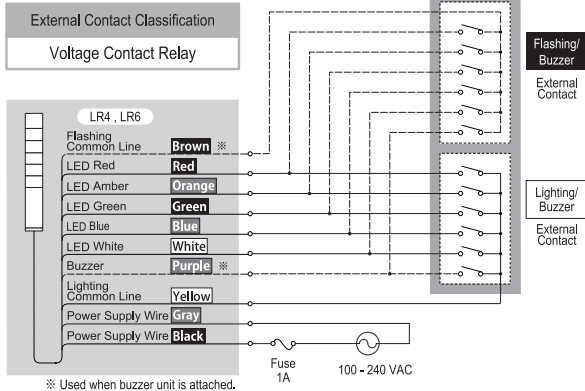 External Contact Classification
Voltage Contact Relay
LR4 , LR6
Flashing
Common Line Brown ※
LED Red Red
LED Amber Orange
LED Green Green
LED Blue Blue
LED White White
Buzzer Purple ※
Lighting
Common Line Yellow
Power Supply Wire Gray
Power Supply Wire Black
※ Used when buzzer unit is attached.
Fuse
1A
100 - 240 VAC
Flashing/
Buzzer
External
Contact
Lighting/
Buzzer
External
Contact